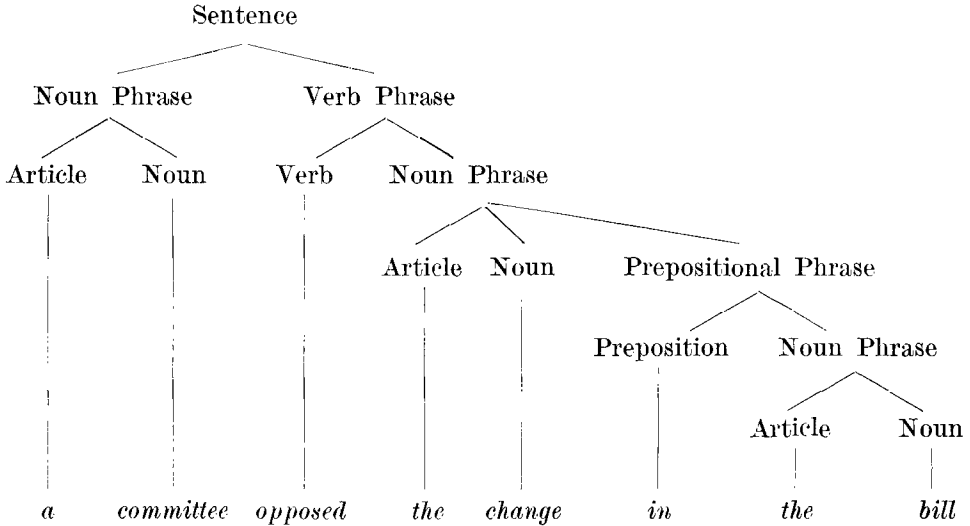 Sentence
Noun Phrase Verb Phrase
Article Noun Verb Noun Phrase
Article Noun Prepositional Phrase
Preposition Noun Phrase
Article Noun
a committee opposed the change in the bill